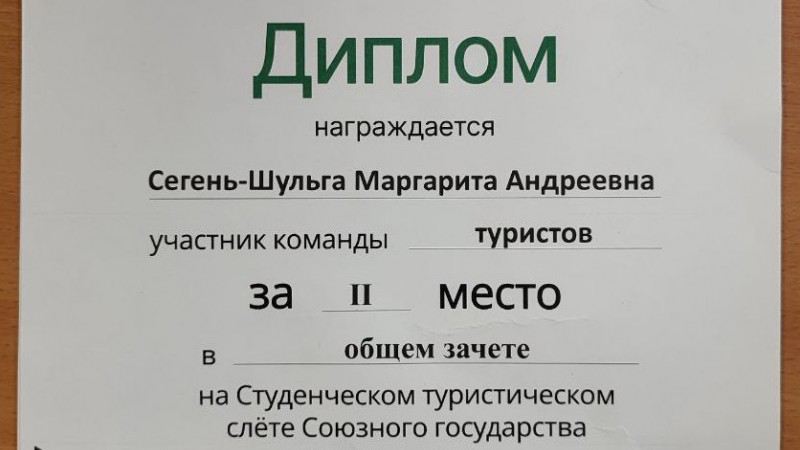 Диплом
награждается
Сегень-Шульга Маргарита Андреевна
участник команды туристов
за II место
в общем зачете
на Студенческом туристическом
слёте Союзного государства